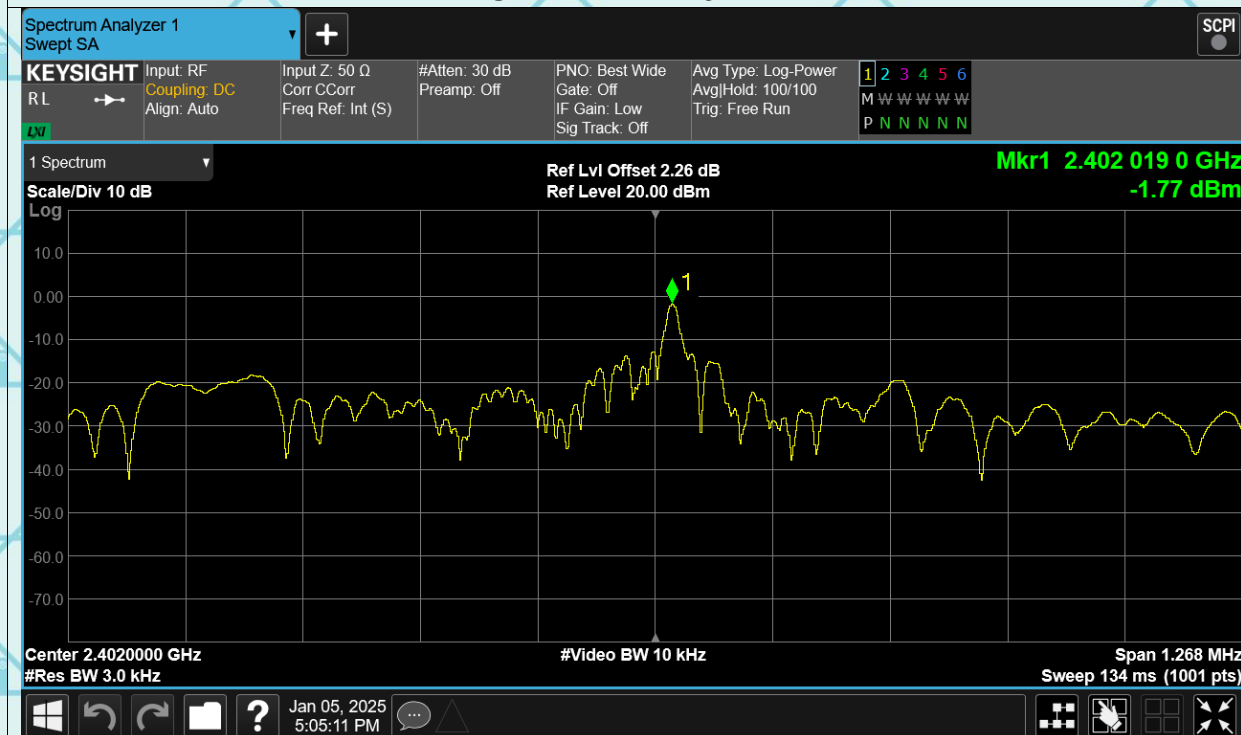 Spectrum Analyzer 1
Swept SA
+
SCPI
KEYSIGHT
R L
LXI
Input: RF
Coupling: DC
Align: Auto
Input Z: 50 Ω
Corr CCorr
Freq Ref: Int (S)
#Atten: 30 dB
Preamp: Off
PNO: Best Wide
Gate: Off
IF Gain: Low
Sig Track: Off
Avg Type: Log-Power
Avg|Hold: 100/100
Trig: Free Run
1 2 3 4 5 6
M W W W W W
P N N N N N
1 Spectrum
Scale/Div 10 dB
Log
Ref Lvl Offset 2.26 dB
Ref Level 20.00 dBm
Mkr1 2.402 019 0 GHz
-1.77 dBm
10.0
0.00
-10.0
-20.0
-30.0
-40.0
-50.0
-60.0
-70.0
1
Center 2.4020000 GHz
#Res BW 3.0 kHz
#Video BW 10 kHz
Span 1.268 MHz
Sweep 134 ms (1001 pts)
?
Jan 05, 2025
5:05:11 PM